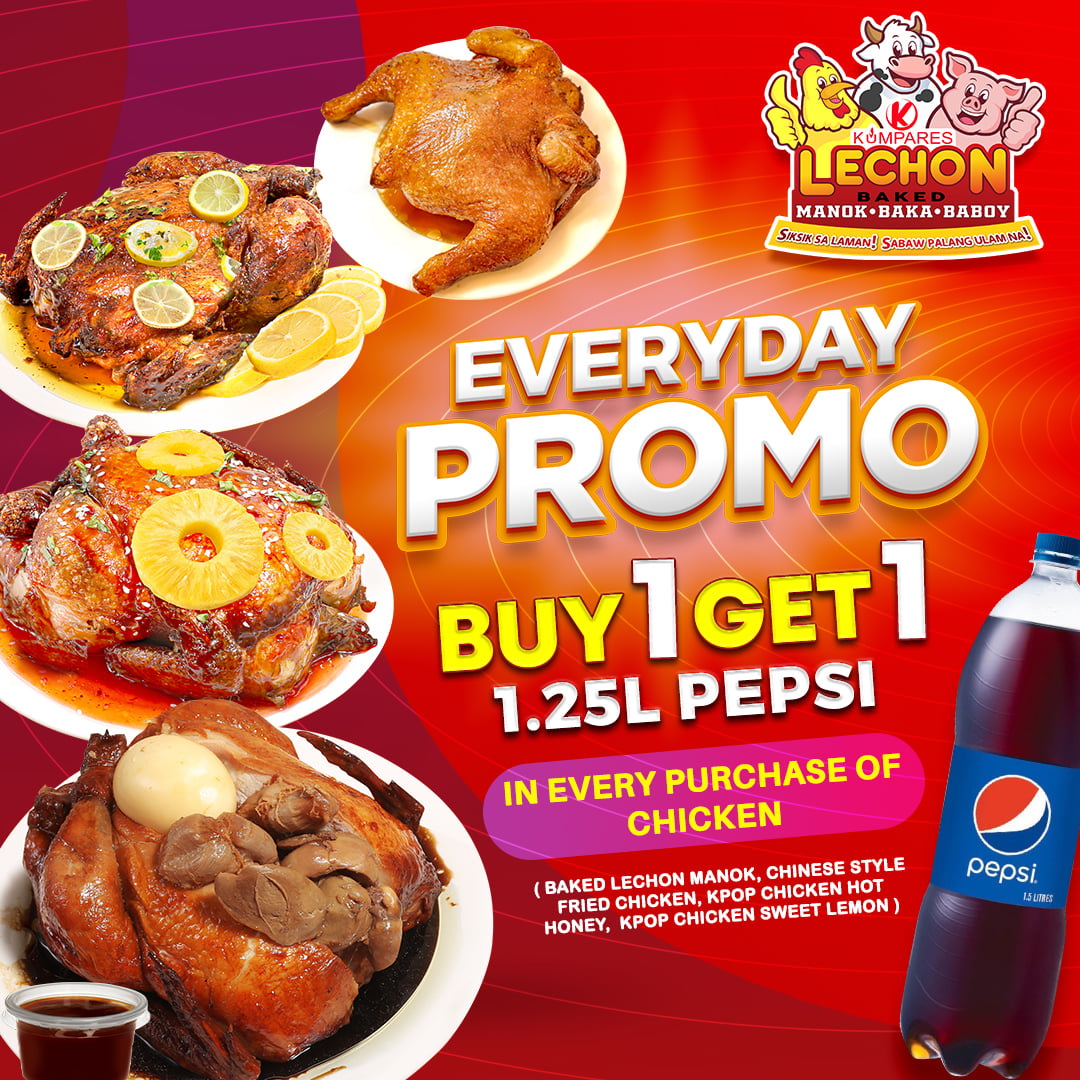 K
KUMPARES
LECHON
BAKED
MANOK•BAKA•BABOY
SIKSIK SA LAMAN! SABAW PALANG ULAM NA!
EVERYDAY
PROMO
BUY 1 GET 1
1.25L PEPSI
IN EVERY PURCHASE OF
CHICKEN
( BAKED LECHON MANOK, CHINESE STYLE
FRIED CHICKEN, KPOP CHICKEN HOT
HONEY, KPOP CHICKEN SWEET LEMON )
pepsi
1.5 LITRES